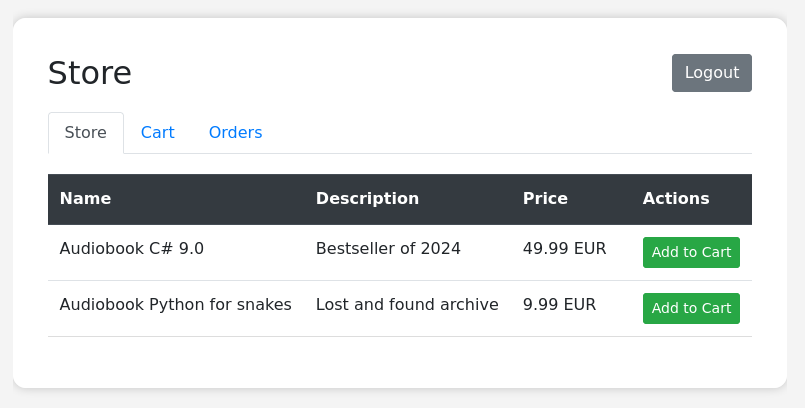 Store
Logout
Store Cart Orders
Name Description Price Actions
Audiobook C# 9.0 Bestseller of 2024 49.99 EUR Add to Cart
Audiobook Python for snakes Lost and found archive 9.99 EUR Add to Cart